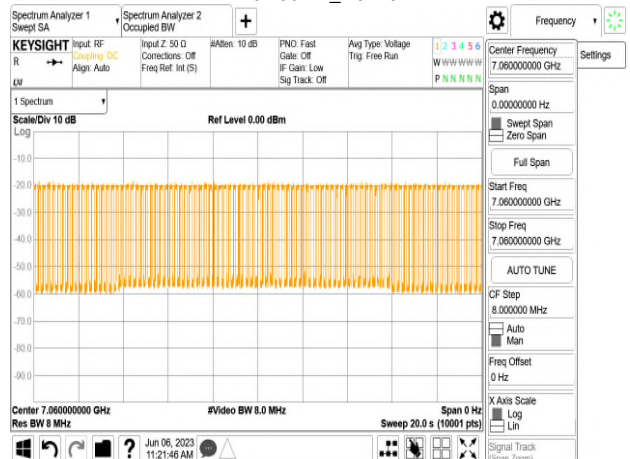 Spectrum Analyzer 1
Swept SA
Spectrum Analyzer 2
Occupied BW
+
Frequency
KEYSIGHT
R
Input: RF
Coupling: DC
Align: Auto
Input Z: 50 Ω
Corrections: Off
Freq Ref: Int (S)
#Atten: 10 dB
PNO: Fast
Gate: Off
IF Gain: Low
Sig Track: Off
Avg Type: Voltage
Trig: Free Run
1 2 3 4 5 6
W W W W W W
P N N N N N
Center Frequency
7.060000000 GHz
Settings
Span
0.00000000 Hz
Swept Span
Zero Span
Full Span
Start Freq
7.060000000 GHz
Stop Freq
7.060000000 GHz
AUTO TUNE
CF Step
8.000000 MHz
Auto
Man
Freq Offset
0 Hz
X Axis Scale
Log
Lin
Signal Track
(Span Zoom)
1 Spectrum
Scale/Div 10 dB
Ref Level 0.00 dBm
Log
-10.0
-20.0
-30.0
-40.0
-50.0
-60.0
-70.0
-80.0
-90.0
Center 7.060000000 GHz
#Video BW 8.0 MHz
Span 0 Hz
Res BW 8 MHz
Sweep 20.0 s (10001 pts)
?
Jun 06, 2023
11:21:46 AM